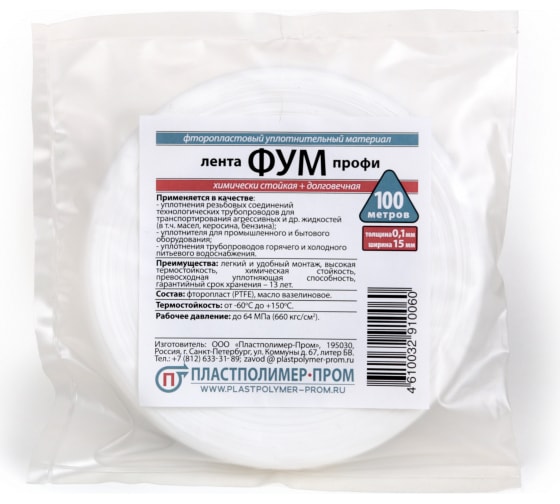 фторопластовый уплотнительный материал
лента ФУМ профи
химически стойкая + долговечная
100
метров
толщина 0,1 мм
ширина 15 мм
Применяется в качестве:
- уплотнения резьбовых соединений
технологических трубопроводов для
транспортирования агрессивных и др. жидкостей
(в т.ч. масел, керосина, бензина);
- уплотнителя для промышленного и бытового
оборудования;
- уплотнения трубопроводов горячего и холодного
питьевого водоснабжения.
Преимущества: легкий и удобный монтаж, высокая
термостойкость, химическая стойкость,
превосходная уплотняющая способность,
гарантийный срок хранения – 13 лет.
Состав: фторопласт (PTFE), масло вазелиновое.
Термостойкость: от -60°С до +150°С.
Рабочее давление: до 64 МПа (660 кгс/см²).
Изготовитель: ООО «Пластполимер-Пром», 195030,
Россия, г. Санкт-Петербург, ул. Коммуны д. 67, литер БВ.
Тел.: +7 (812) 633-31-89; zavod @ plastpolymer-prom.ru
ПЛАСТПОЛИМЕР·ПРОМ
WWW.PLASTPOLYMER-PROM.RU
4 610032 910060